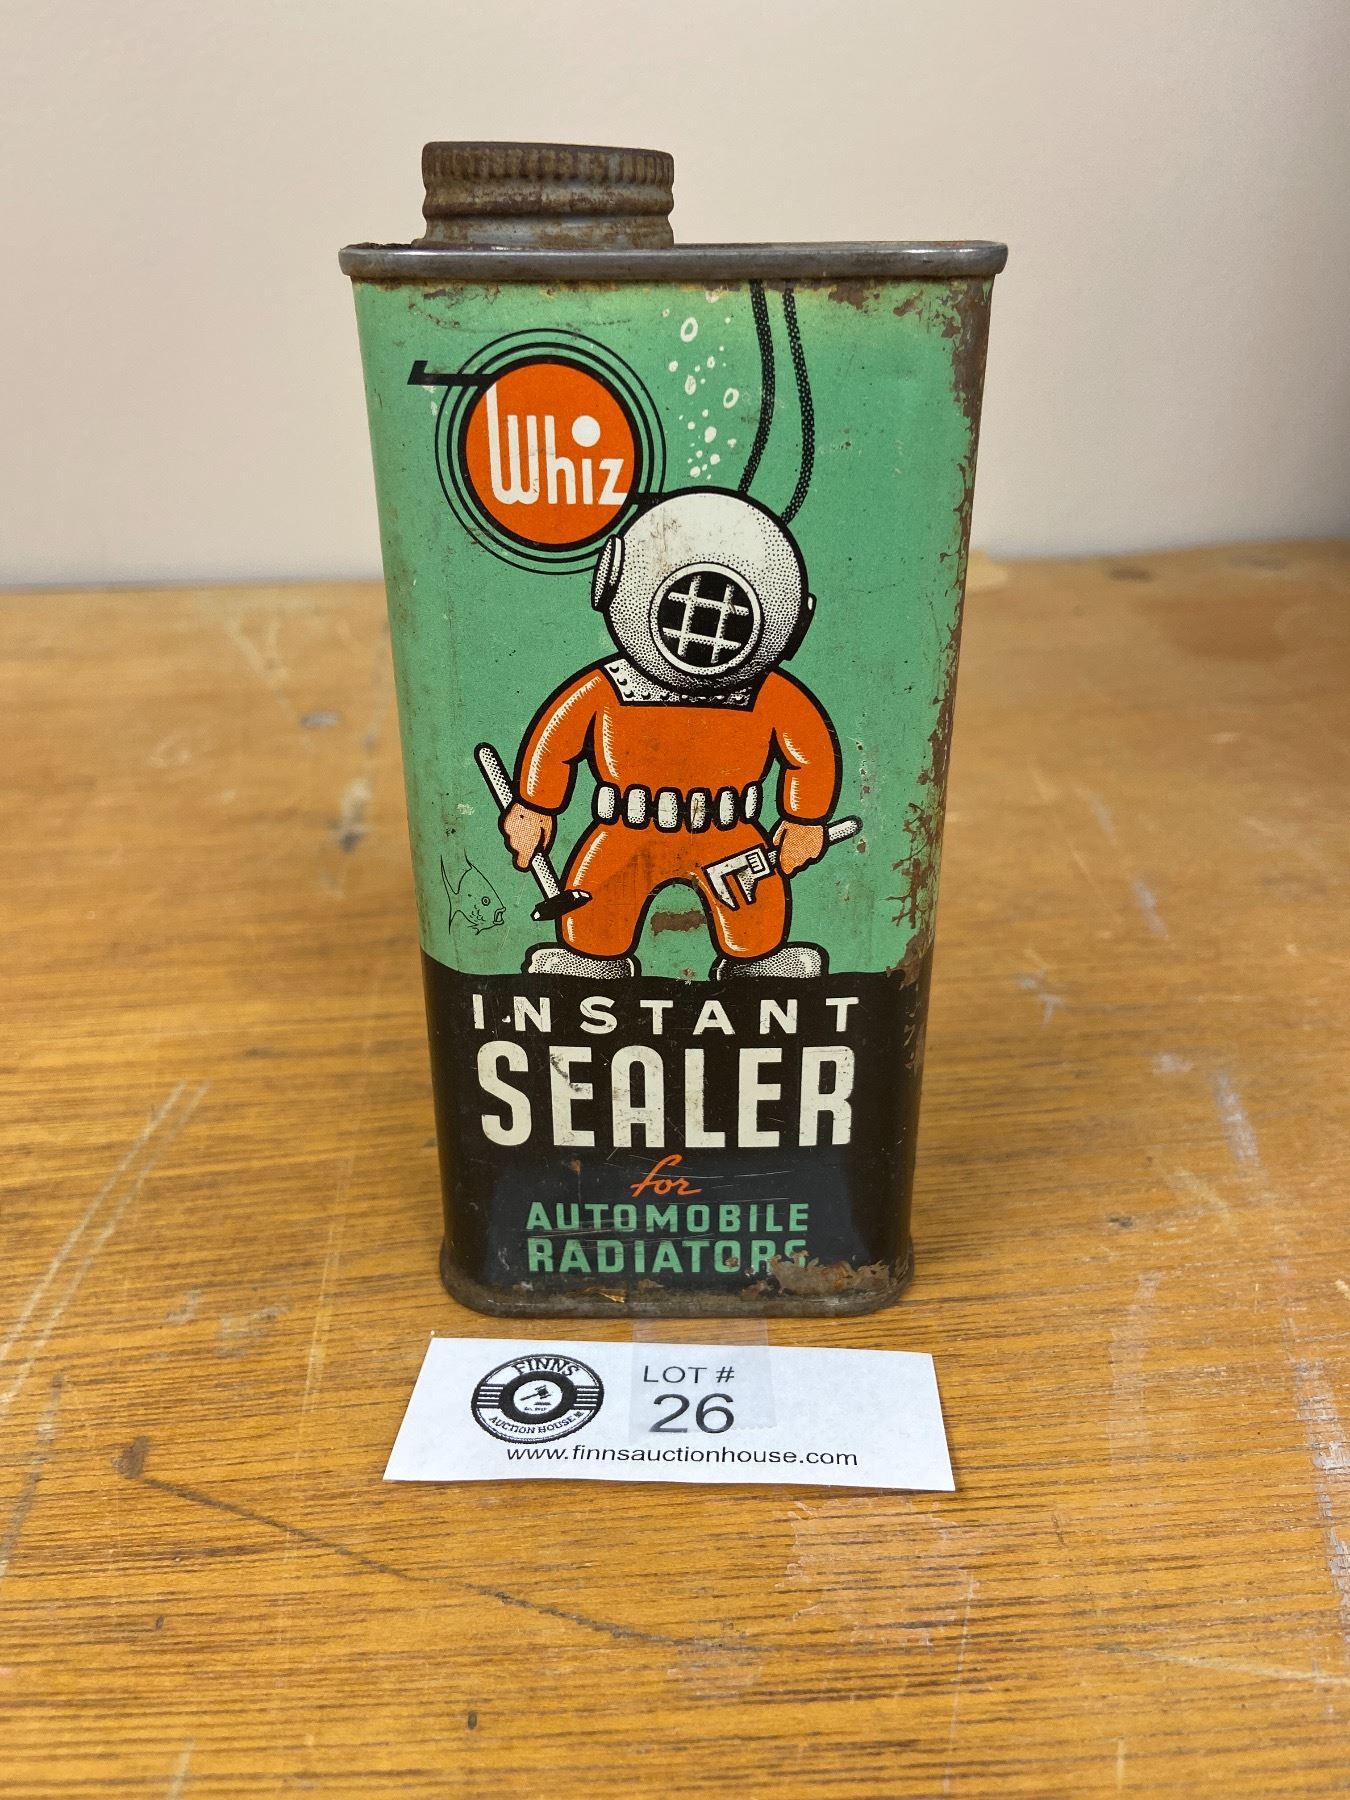 Whiz
INSTANT
SEALER
for
AUTOMOBILE
RADIATORS
FINNS
AUCTION HOUSE
LOT #
26
www.finnsauctionhouse.com